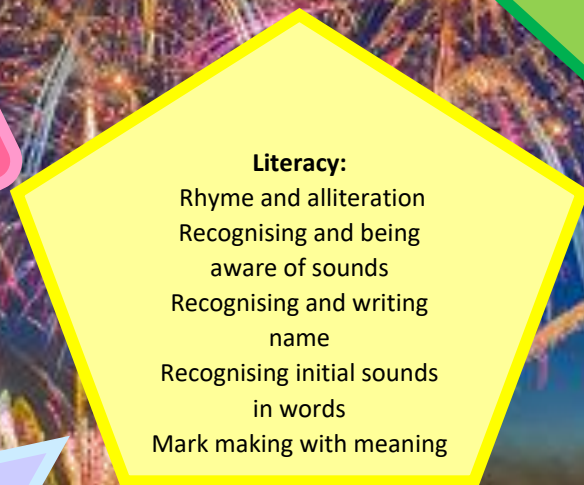 Literacy:
Rhyme and alliteration
Recognising and being
aware of sounds
Recognising and writing
name
Recognising initial sounds
in words
Mark making with meaning